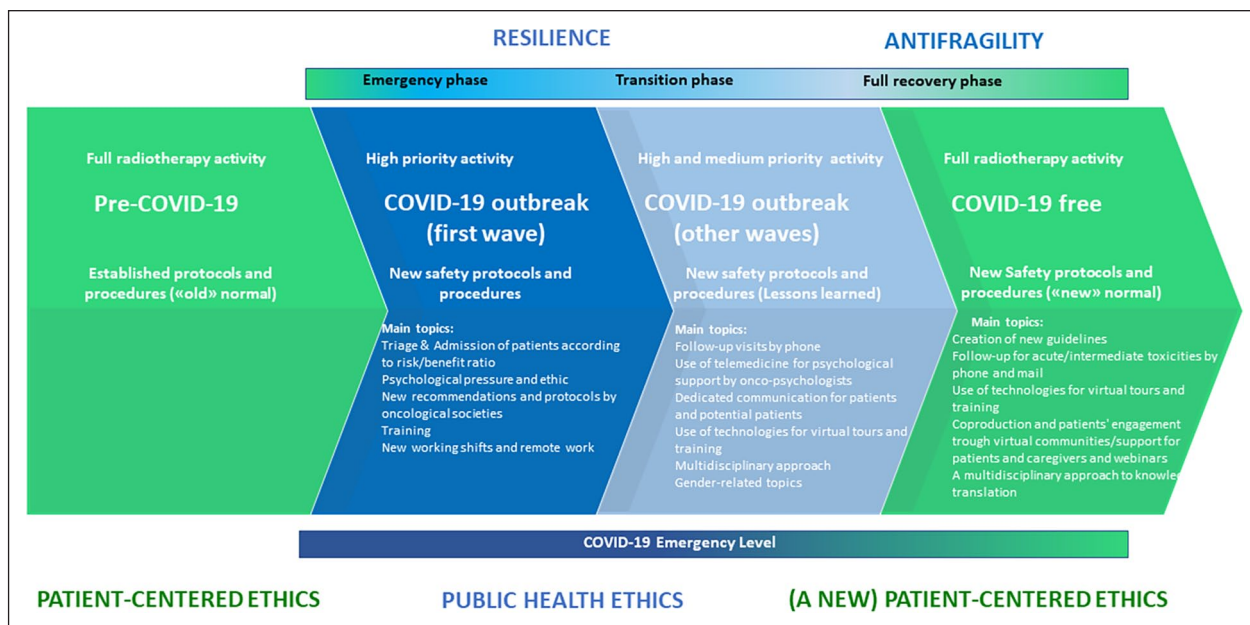 RESILIENCE
ANTIFRAGILITY
Emergency phase
Transition phase
Full recovery phase
Full radiotherapy activity
Pre-COVID-19
Established protocols and
procedures («old» normal)
High priority activity
COVID-19 outbreak
(first wave)
New safety protocols and
procedures
Main topics:
Triage & Admission of patients according
to risk/benefit ratio
Psychological pressure and ethic
New recommendations and protocols by
oncological societies
Training
New working shifts and remote work
High and medium priority activity
COVID-19 outbreak
(other waves)
New safety protocols and
procedures (Lessons learned)
Main topics:
Follow-up visits by phone
Use of telemedicine for psychological
support by onco-psychologists
Dedicated communication for patients
and potential patients
Use of technologies for virtual tours and
training
Multidisciplinary approach
Gender-related topics
Full radiotherapy activity
COVID-19 free
New Safety protocols and
procedures («new» normal)
Main topics:
Creation of new guidelines
Follow-up for acute/intermediate toxicities by
phone and mail
Use of technologies for virtual tours and
training
Coproduction and patients' engagement
trough virtual communities/support for
patients and caregivers and webinars
A multidisciplinary approach to knowle
translation
COVID-19 Emergency Level
PATIENT-CENTERED ETHICS
PUBLIC HEALTH ETHICS
(A NEW) PATIENT-CENTERED ETHICS